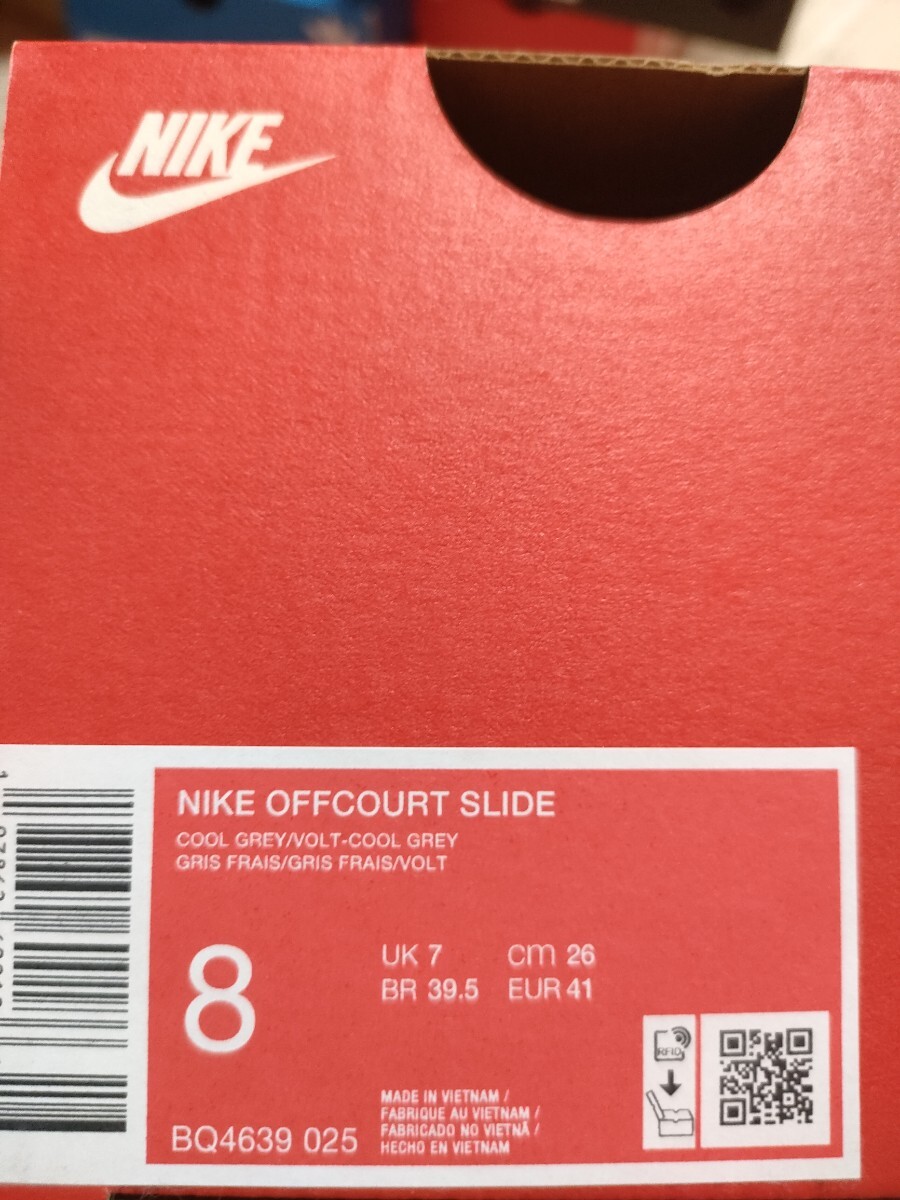 NIKE
NIKE OFFCOURT SLIDE
COOL GREY/VOLT-COOL GREY
GRIS FRAIS/GRIS FRAIS/VOLT
8
UK 7 cm 26
BR 39.5 EUR 41
RFID
MADE IN VIETNAM /
FABRIQUE AU VIETNAM /
FABRICADO NO VIETNÃ /
HECHO EN VIETNAM
BQ4639 025